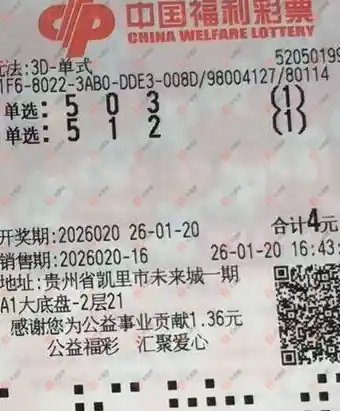 中国福利彩票
CHINA WELFARE LOTTERY
玩法: 3D-单式 52050199
1F6-8022-3AB0-DDE3-008D/98004127/80114
单选: 5 0 3 (1)
单选: 5 1 2 (1)
合计4元
开奖期: 2026020 26-01-20
销售期: 2026020-16 26-01-20 16:43:
地址: 贵州省凯里市未来城一期
A1大底盘-2层21
感谢您为公益事业贡献1.36元
公益福彩 汇聚爱心